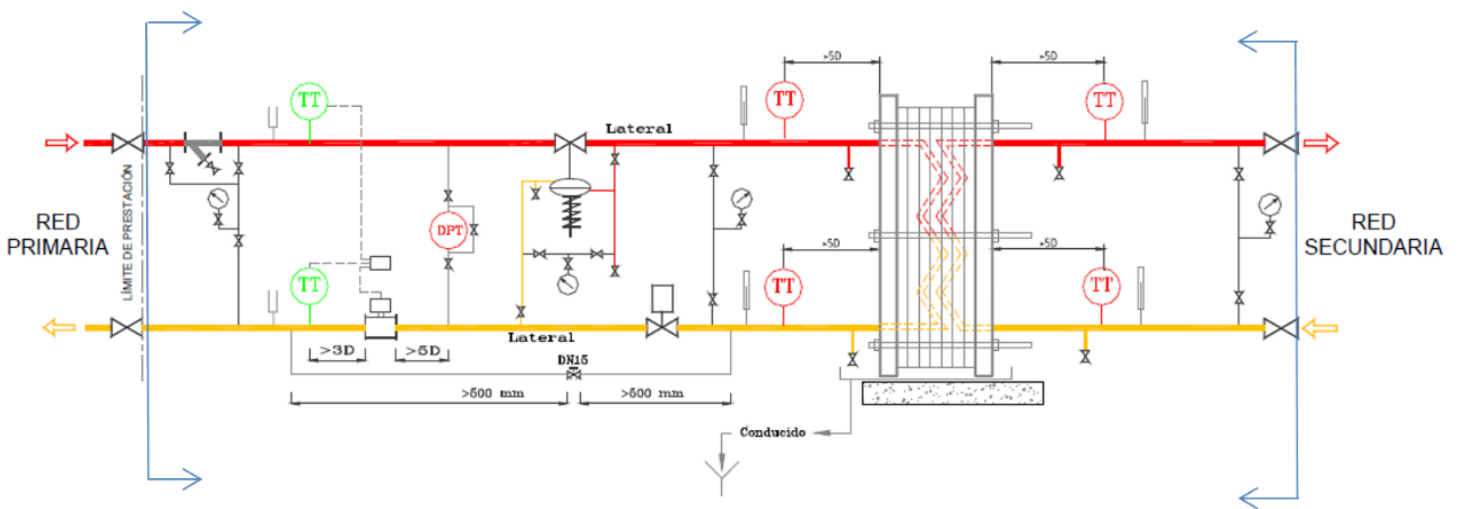 >5D
>5D
TT
TT
TT
Lateral
RED
PRIMARIA
LÍMITE DE PRESTACIÓN
DPT
>5D
>5D
RED
SECUNDARIA
TT
TT
TT
Lateral
>3D
>5D
DN15
>500 mm
>500 mm
Conducido